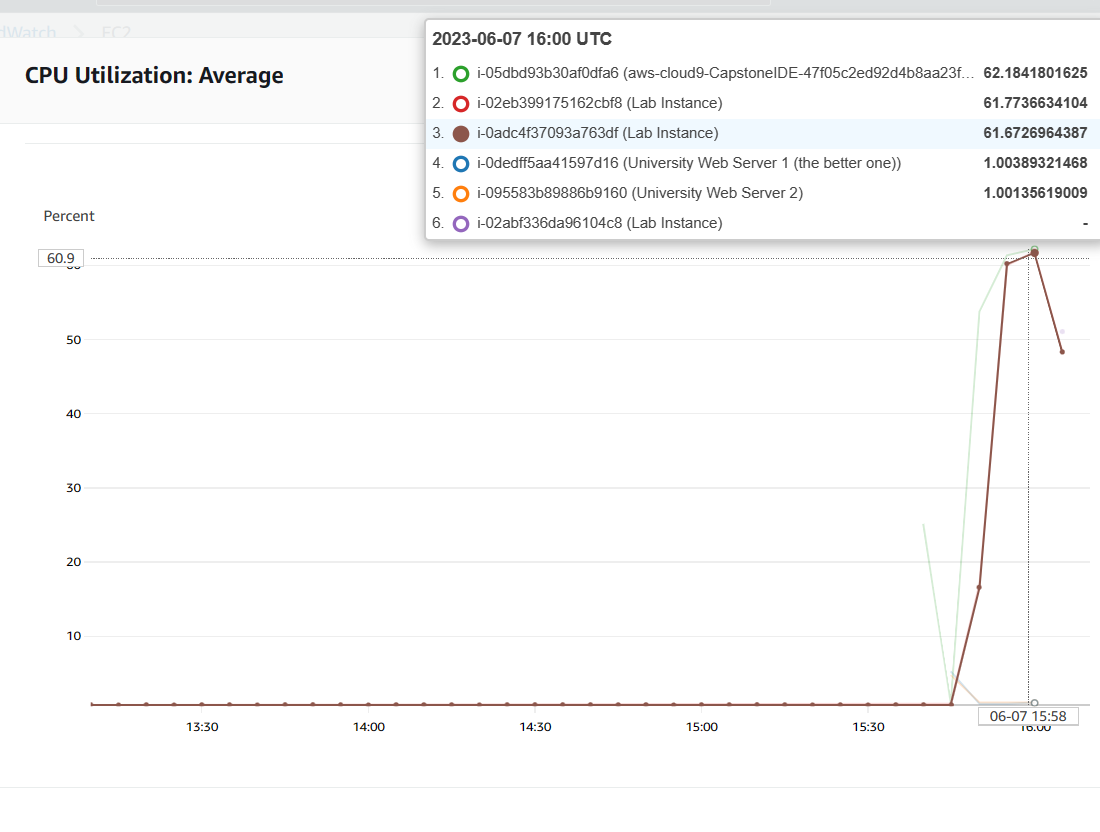 dWatch EC2
2023-06-07 16:00 UTC
CPU Utilization: Average
1. i-05dbd93b30af0dfa6 (aws-cloud9-CapstoneIDE-47f05c2ed92d4b8aa23f... 62.1841801625
2. i-02eb399175162cbf8 (Lab Instance) 61.7736634104
3. i-0adc4f37093a763df (Lab Instance) 61.6726964387
4. i-0dedff5aa41597d16 (University Web Server 1 (the better one)) 1.00389321468
5. i-095583b89886b9160 (University Web Server 2) 1.00135619009
6. i-02abf336da96104c8 (Lab Instance) -
Percent
60.9
50
40
30
20
10
06-07 15:58
13:30 14:00 14:30 15:00 15:30 16:00